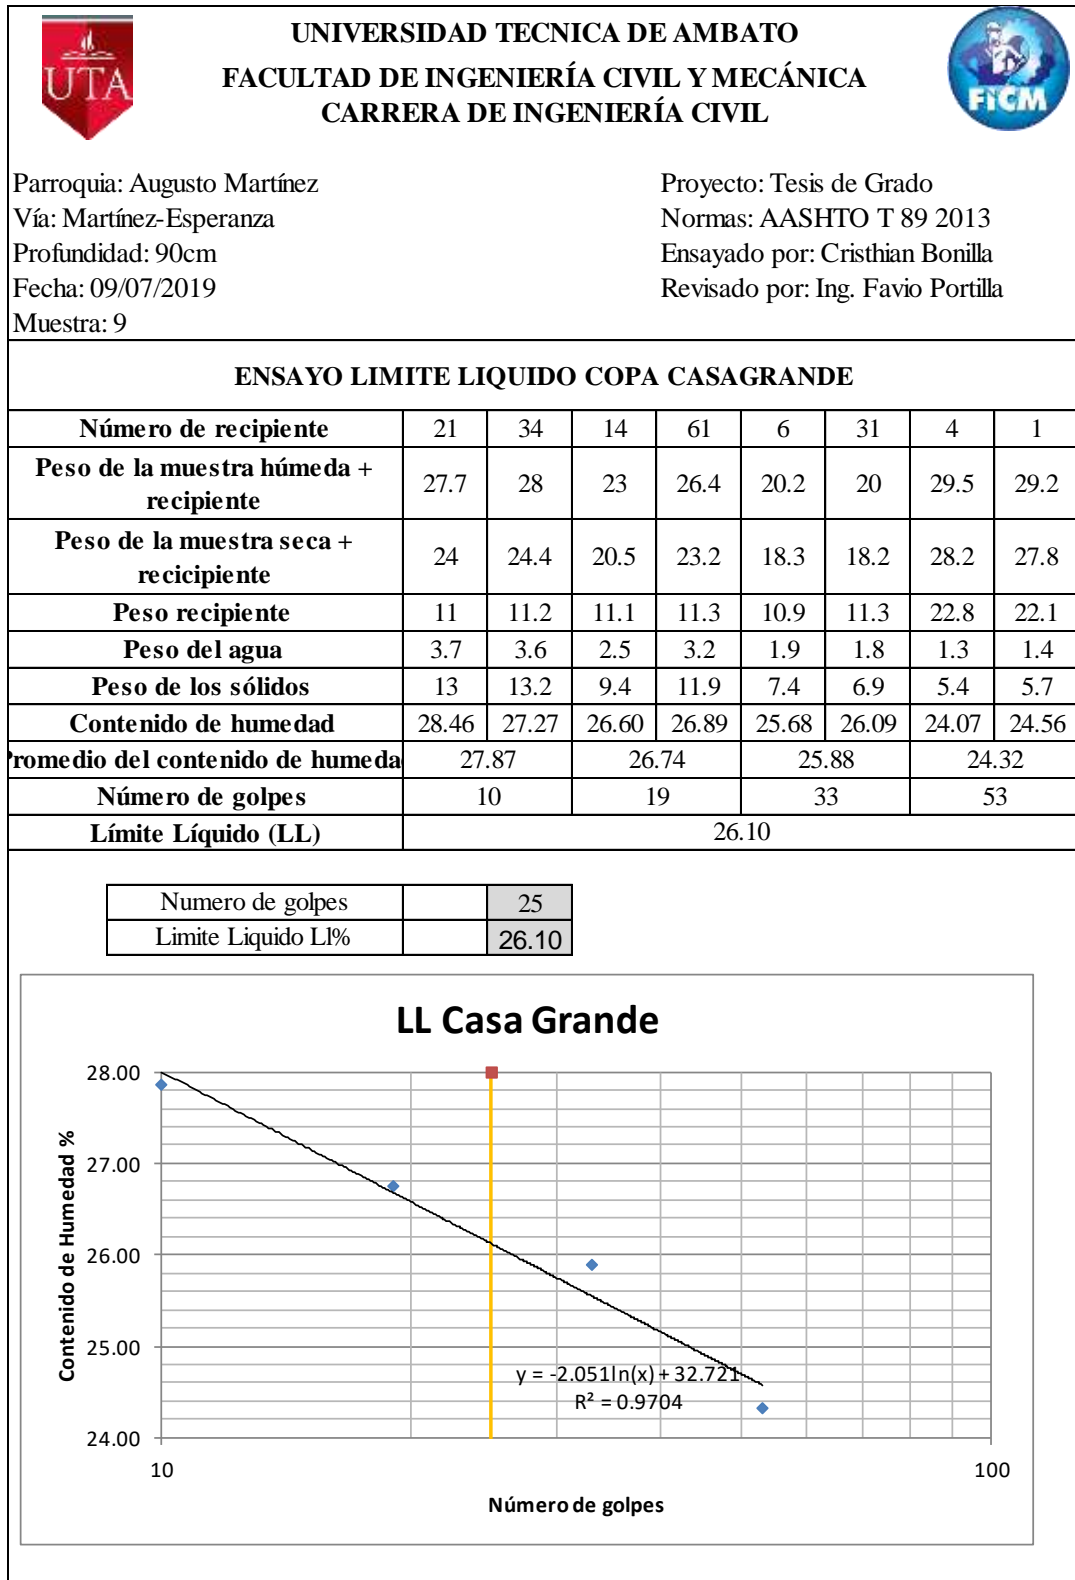 UNIVERSIDAD TECNICA DE AMBATO
FACULTAD DE INGENIERÍA CIVIL Y MECÁNICA
CARRERA DE INGENIERÍA CIVIL
UTA
FICM
Parroquia: Augusto Martínez Proyecto: Tesis de Grado
Vía: Martínez-Esperanza Normas: AASHTO T 89 2013
Profundidad: 90cm Ensayado por: Cristhian Bonilla
Fecha: 09/07/2019 Revisado por: Ing. Favio Portilla
Muestra: 9
ENSAYO LIMITE LIQUIDO COPA CASAGRANDE
Número de recipiente 21 34 14 61 6 31 4 1
Peso de la muestra húmeda +
recipiente 27.7 28 23 26.4 20.2 20 29.5 29.2
Peso de la muestra seca +
recicipiente 24 24.4 20.5 23.2 18.3 18.2 28.2 27.8
Peso recipiente 11 11.2 11.1 11.3 10.9 11.3 22.8 22.1
Peso del agua 3.7 3.6 2.5 3.2 1.9 1.8 1.3 1.4
Peso de los sólidos 13 13.2 9.4 11.9 7.4 6.9 5.4 5.7
Contenido de humedad 28.46 27.27 26.60 26.89 25.68 26.09 24.07 24.56
romedio del contenido de humeda 27.87 26.74 25.88 24.32
Número de golpes 10 19 33 53
Límite Líquido (LL) 26.10
Numero de golpes 25
Limite Liquido Ll% 26.10
LL Casa Grande
28.00
27.00
26.00
25.00
24.00
Contenido de Humedad %
y = -2.051ln(x) + 32.721
R² = 0.9704
10 100
Número de golpes